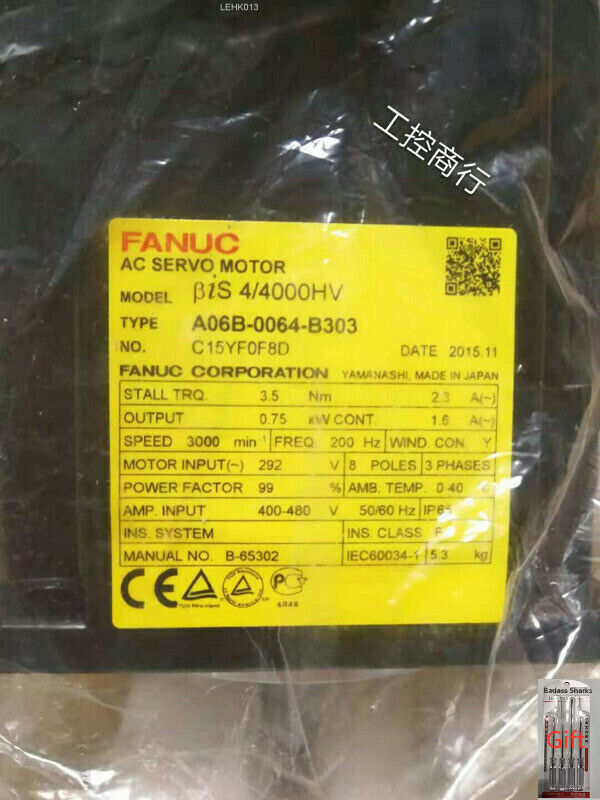 LEHK013
工控商行
FANUC
AC SERVO MOTOR
MODEL βiS 4/4000HV
TYPE A06B-0064-B303
NO. C15YF0F8D DATE 2015.11
FANUC CORPORATION YAMANASHI, MADE IN JAPAN
STALL TRQ. 3.5 Nm 2.3 A(~)
OUTPUT 0.75 kW CONT. 1.6 A(~)
SPEED 3000 min-1 FREQ. 200 Hz WIND. CON. Y
MOTOR INPUT(~) 292 V 8 POLES 3 PHASES
POWER FACTOR 99 % AMB. TEMP. 0-40 C
AMP. INPUT 400-480 V 50/60 Hz
INS. SYSTEM INS. CLASS F
MANUAL NO. B-65302 IEC60034-1 5.3 kg
CE
Badass Sharks
Gift